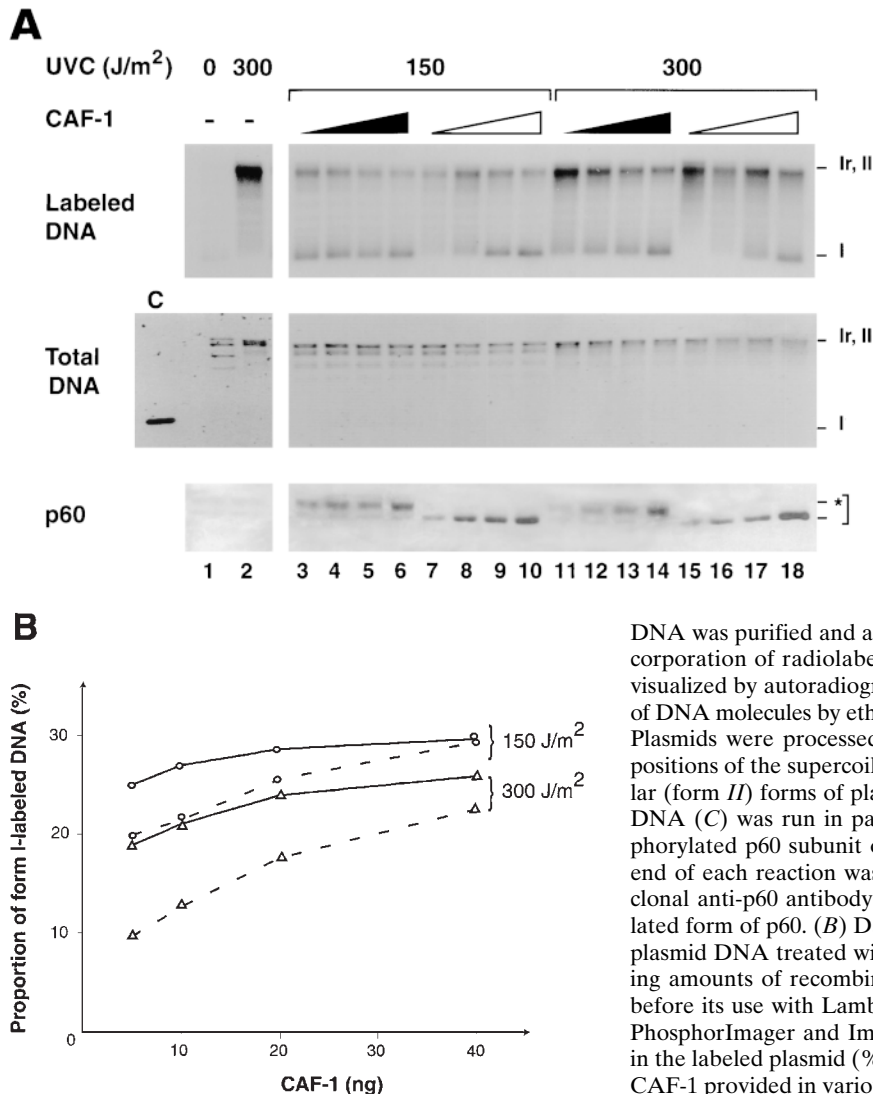 A
UVC (J/m²) 0 300 150 300
CAF-1 - -
Labeled DNA
Ir, II
I
C
Total DNA
Ir, II
I
p60
*
1 2 3 4 5 6 7 8 9 10 11 12 13 14 15 16 17 18
B
Proportion of form I-labeled DNA (%)
30
20
10
0
10 20 30 40
CAF-1 (ng)
150 J/m²
300 J/m²
DNA was purified and a
corporation of radiolabe
visualized by autoradiogr
of DNA molecules by eth
Plasmids were processed
positions of the supercoil
lar (form II) forms of pla
DNA (C) was run in pa
phorylated p60 subunit o
end of each reaction was
clonal anti-p60 antibody
lated form of p60. (B) D
plasmid DNA treated wi
ing amounts of recombin
before its use with Lamb
PhosphorImager and Im
in the labeled plasmid (%
CAF-1 provided in vario